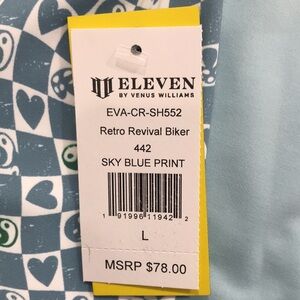 ELEVEN
BY VENUS WILLIAMS
EVA-CR-SH552
Retro Revival Biker
442
SKY BLUE PRINT
1 91996 11942 2
L
MSRP $78.00